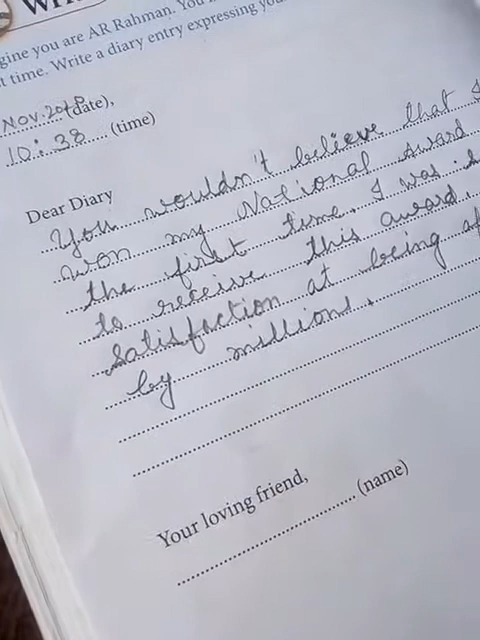 gine you are AR Rahman. You
t time. Write a diary entry expressing yo
Nov. (date),
10:38 (time)
Dear Diary
You wouldn't believe that I
won my National Award
the first time. I was
to receive this award.
satisfaction at being
by millions.
Your loving friend,
(name)